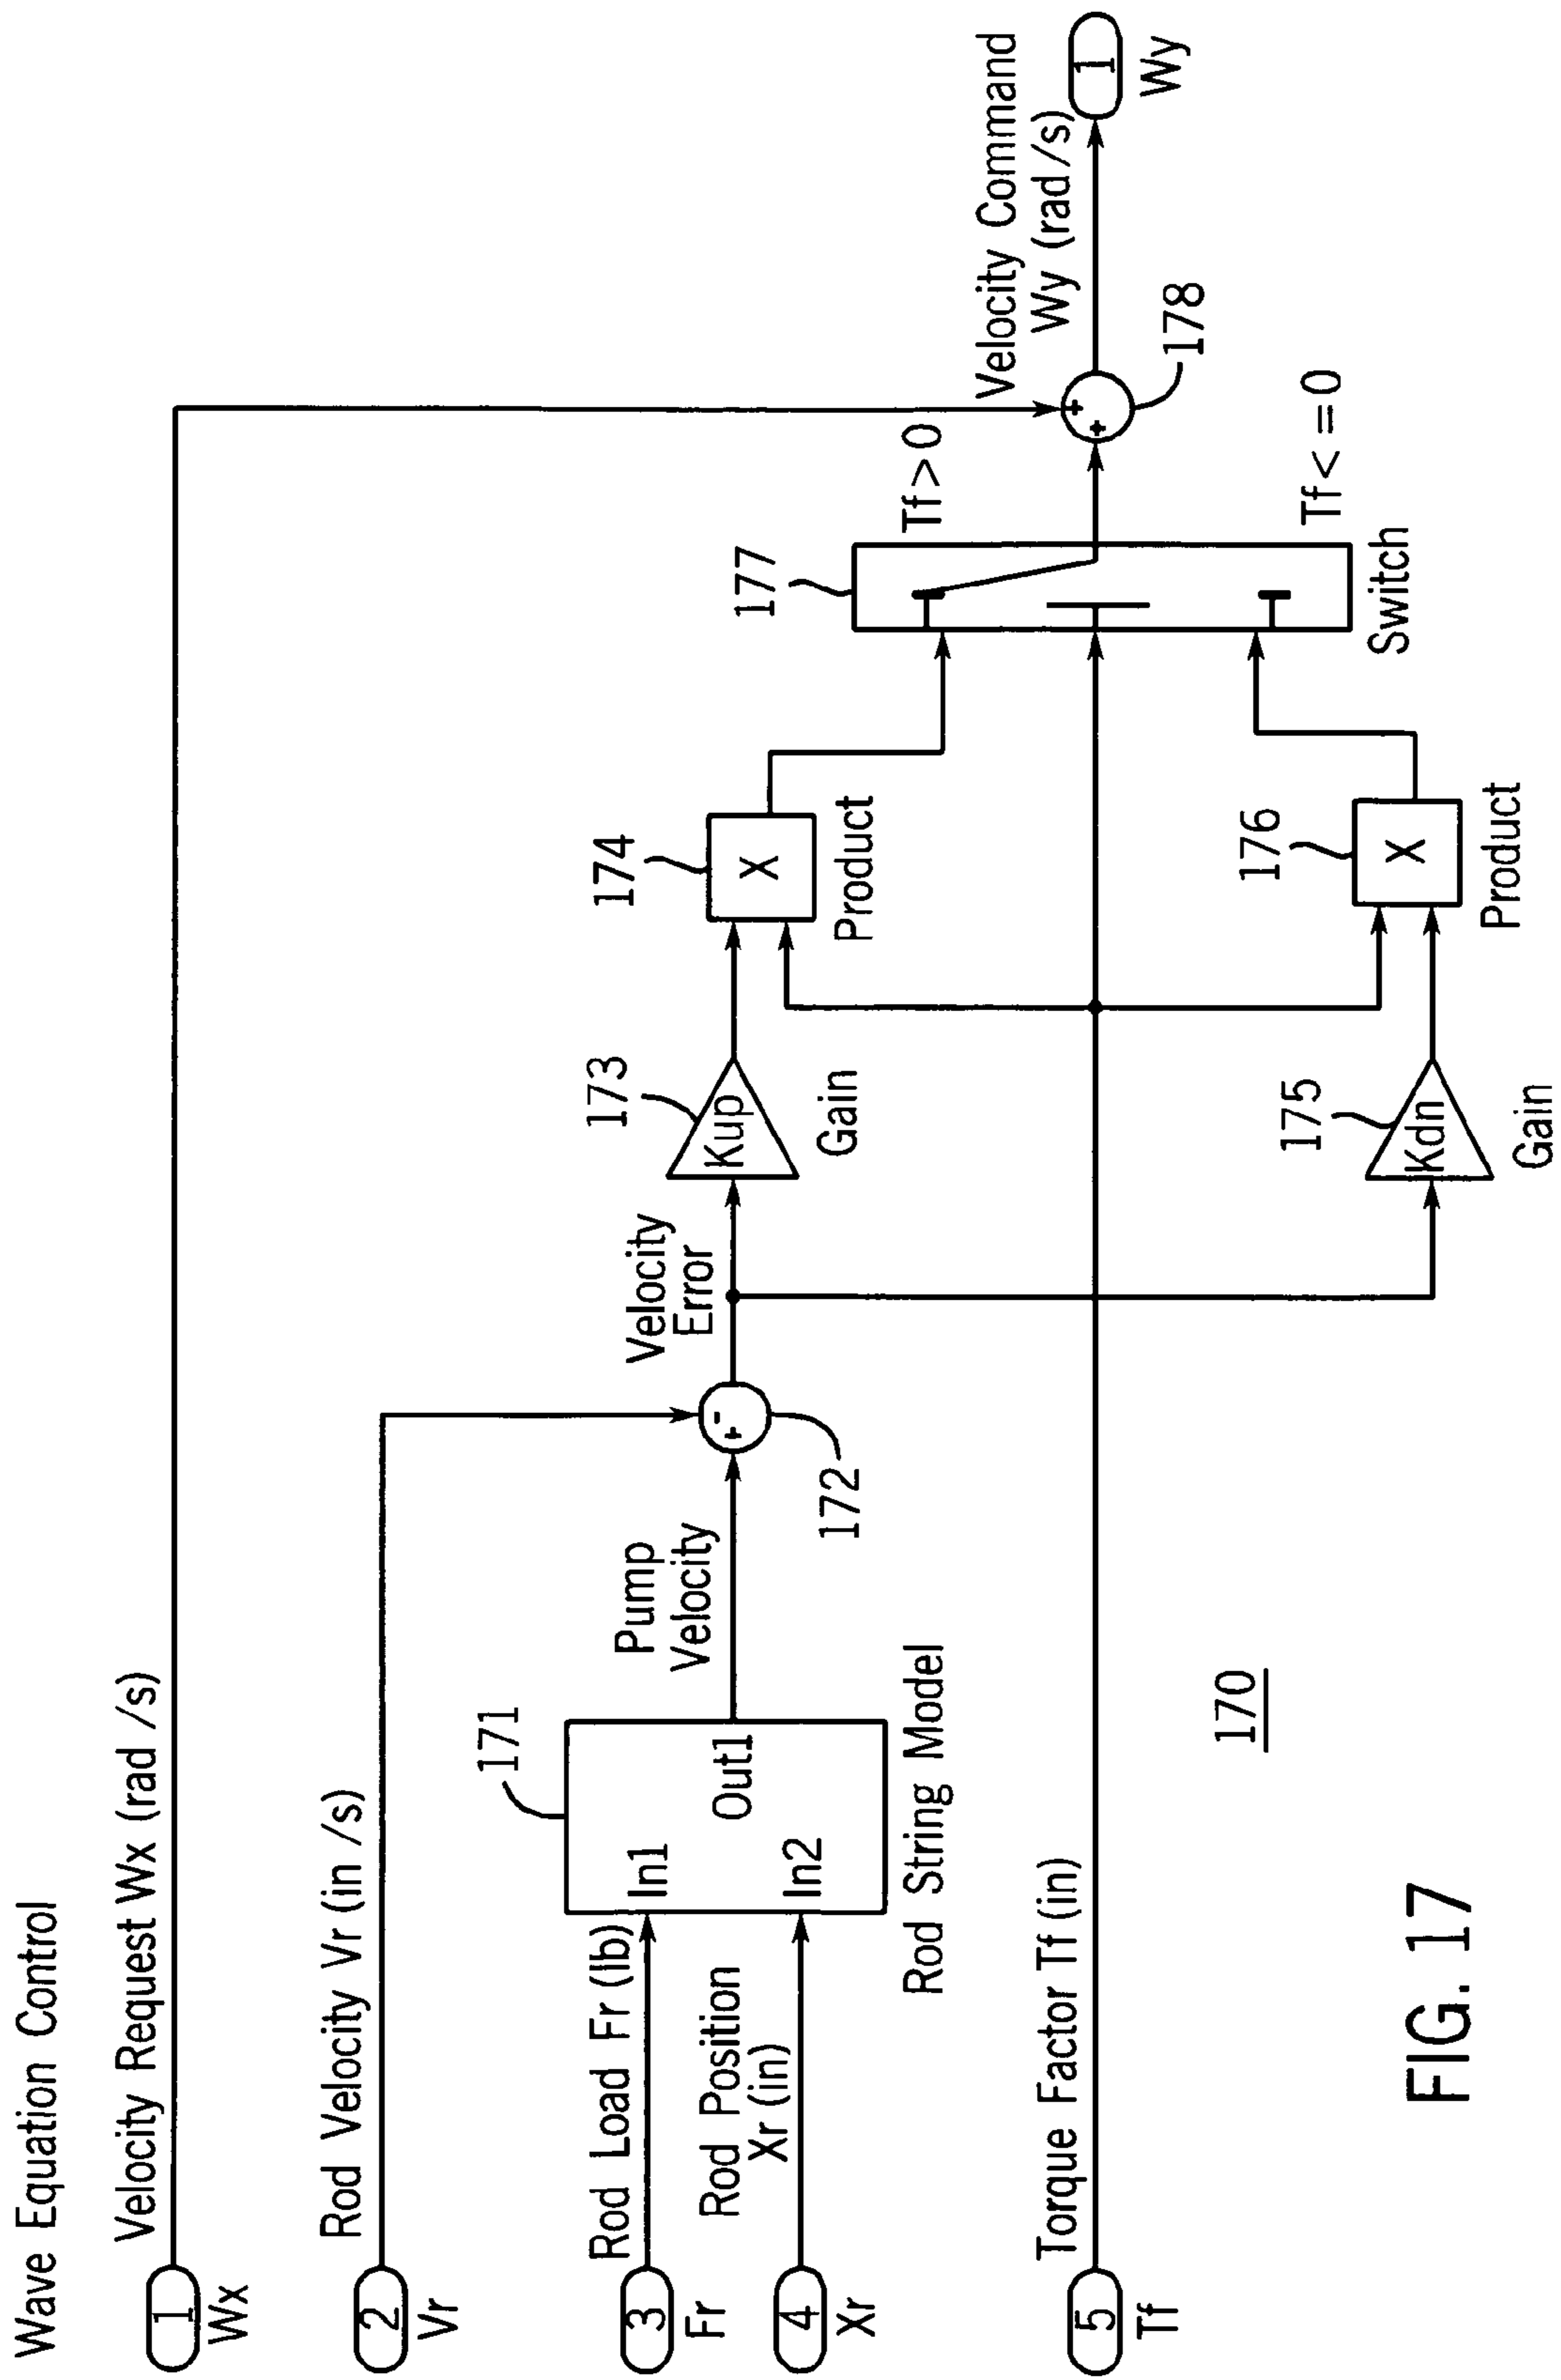 Wave Equation Control
Velocity Request Wx (rad /s)
1
Wx
Rod Velocity Vr (in /s)
2
Vr
Rod Load Fr (lb)
3
Fr
Rod Position
Xr (in)
4
Xr
171
In1
In2
Out1
Rod String Model
Pump
Velocity
172
+
-
Velocity
Error
173
Kup
Gain
174
X
Product
175
Kdn
Gain
176
X
Product
177
Tf > 0
Tf < = 0
Switch
178
+
+
Velocity Command
Wy (rad /s)
1
Wy
Torque Factor Tf (in)
5
Tf
170
FIG. 17